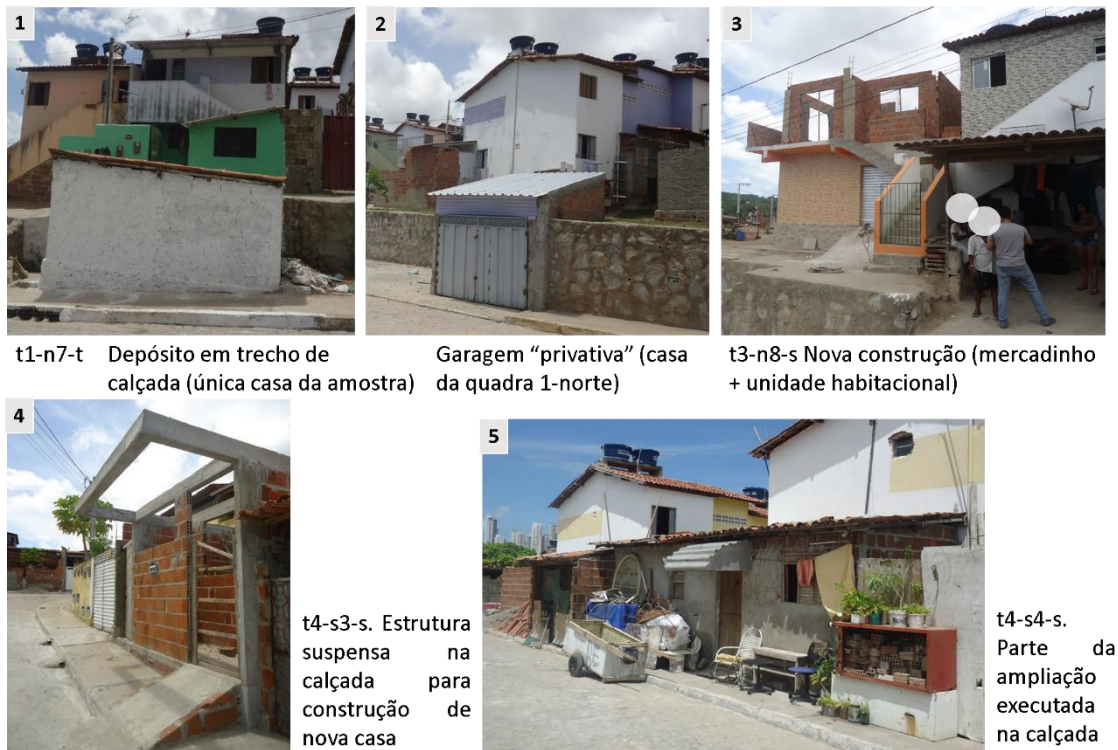 1
2
3
t1-n7-t Depósito em trecho de
calçada (única casa da amostra)
Garagem “privativa” (casa
da quadra 1-norte)
t3-n8-s Nova construção (mercadinho
+ unidade habitacional)
4
t4-s3-s. Estrutura
suspensa na
calçada para
construção de
nova casa
5
t4-s4-s.
Parte da
ampliação
executada
na calçada